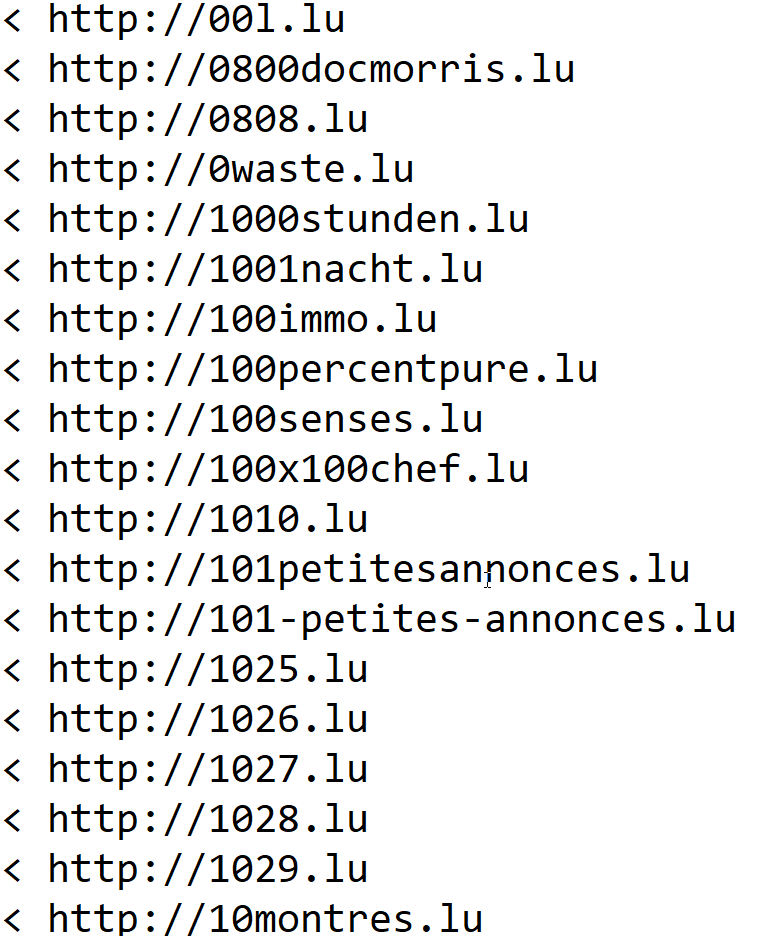 < http://00l.lu
< http://0800docmorris.lu
< http://0808.lu
< http://0waste.lu
< http://1000stunden.lu
< http://1001nacht.lu
< http://100immo.lu
< http://100percentpure.lu
< http://100senses.lu
< http://100x100chef.lu
< http://1010.lu
< http://101petitesannonces.lu
< http://101-petites-annonces.lu
< http://1025.lu
< http://1026.lu
< http://1027.lu
< http://1028.lu
< http://1029.lu
< http://10montres.lu